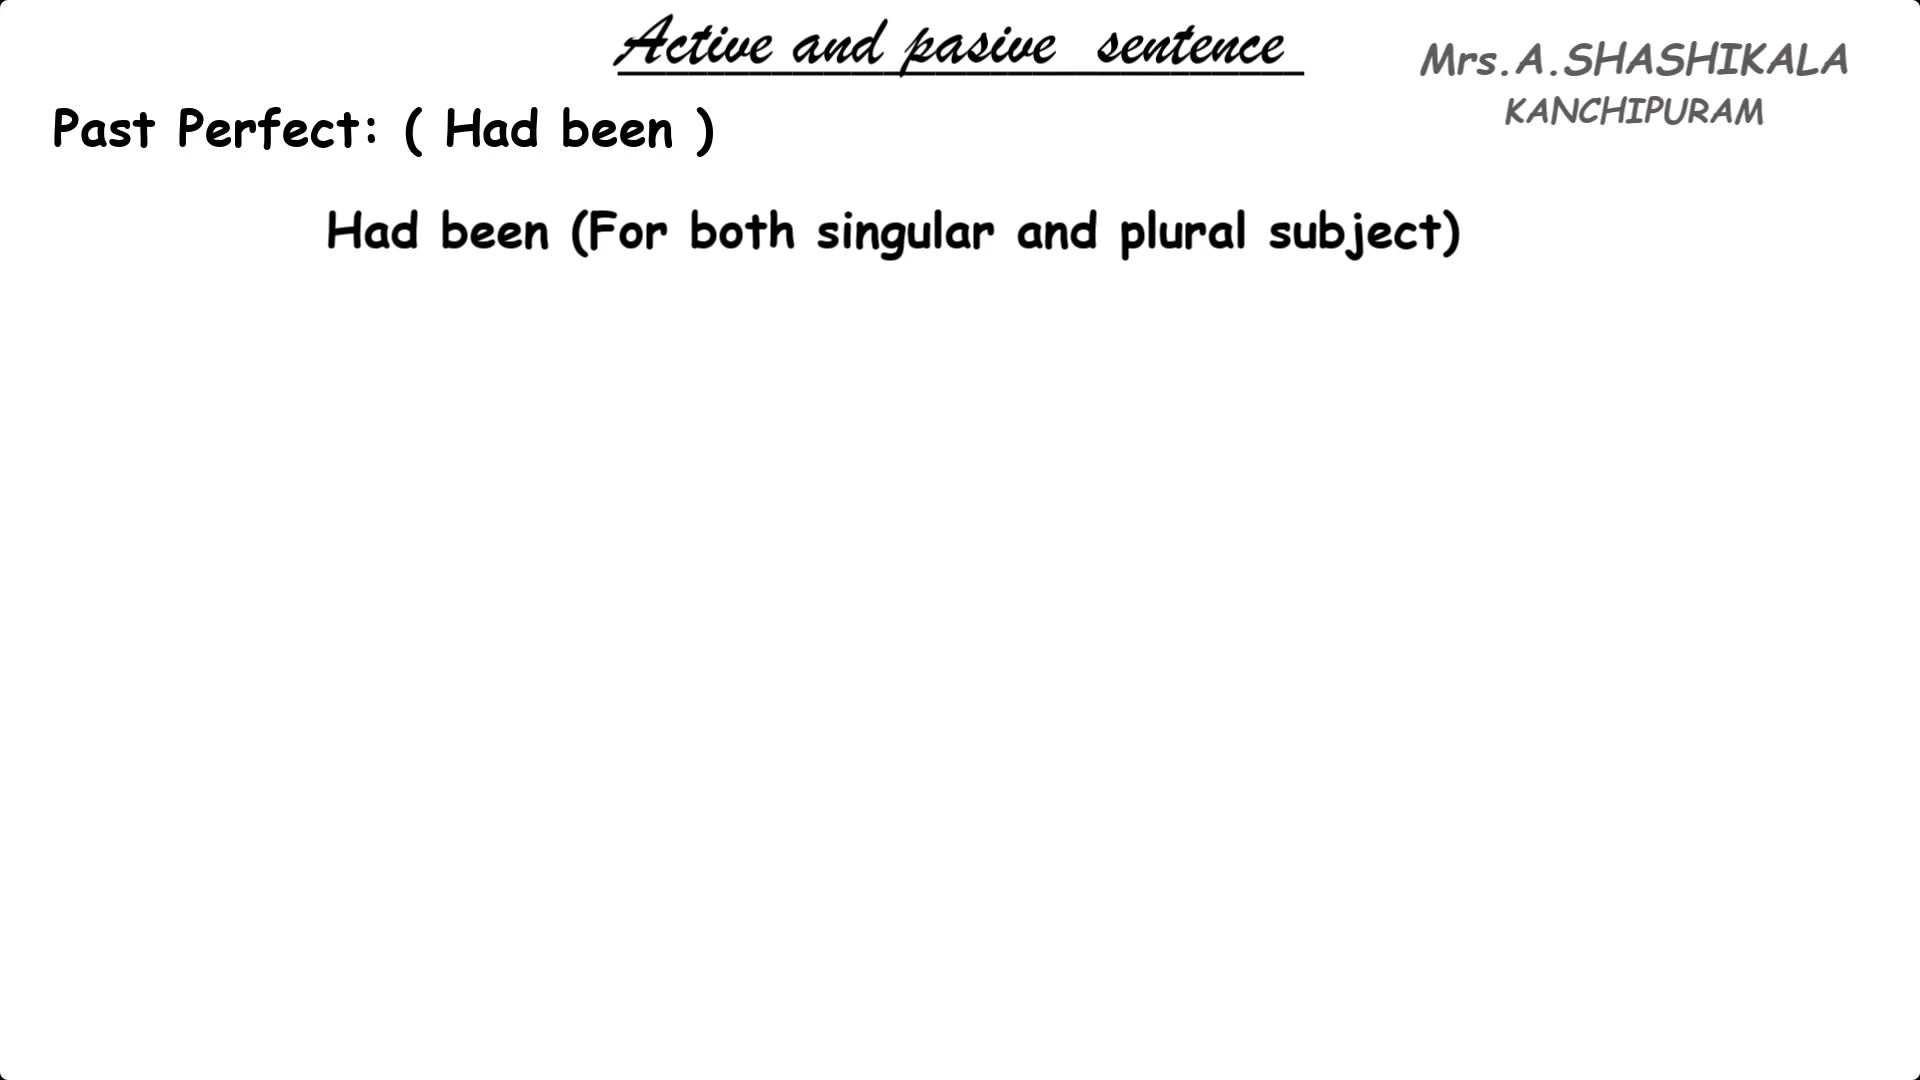 Active and pasive sentence
Mrs.A.SHASHIKALA
KANCHIPURAM
Past Perfect: ( Had been )
Had been (For both singular and plural subject)